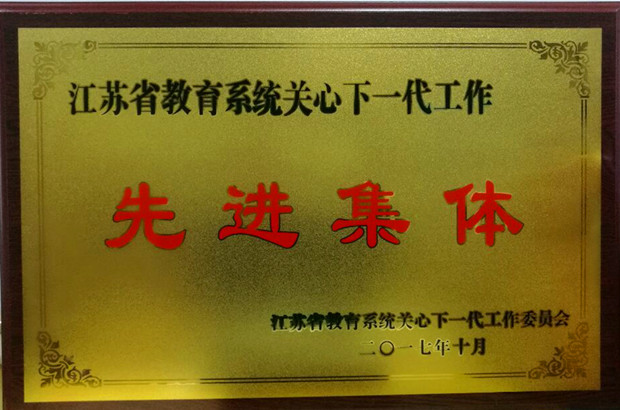 江苏省教育系统关心下一代工作
先进集体
江苏省教育系统关心下一代工作委员会
二〇一七年十月